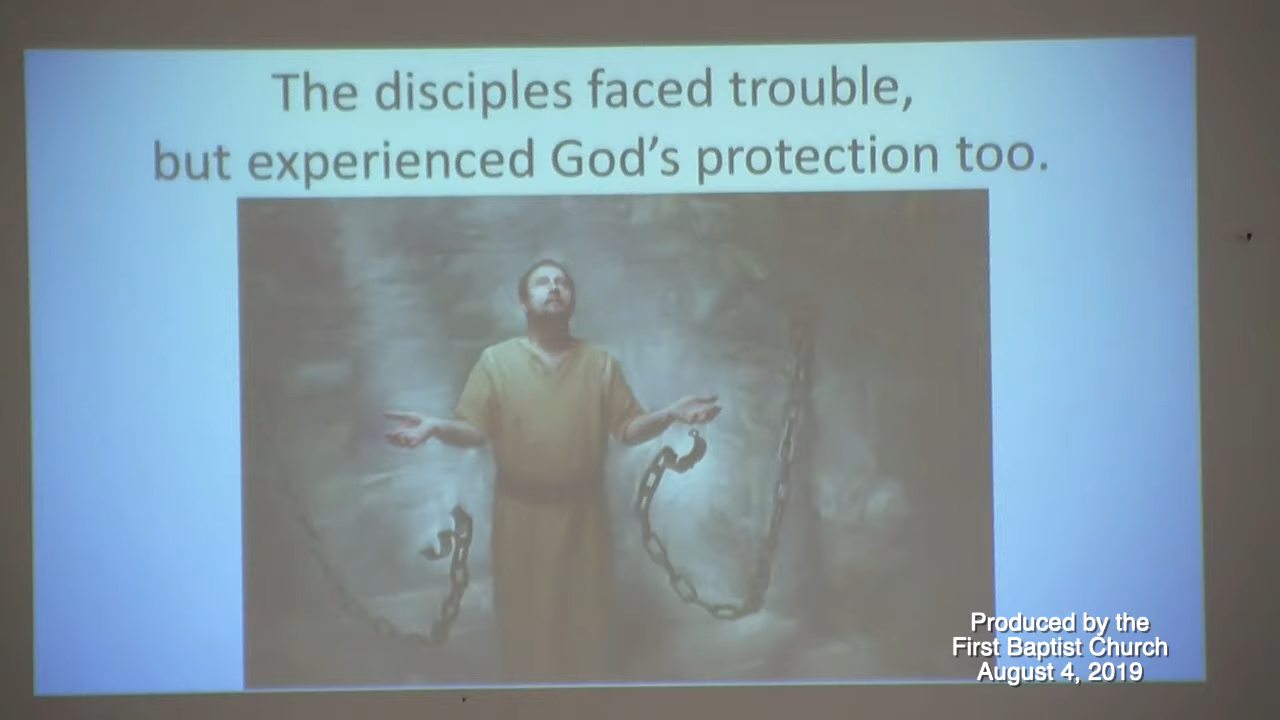 The disciples faced trouble,
but experienced God's protection too.
Produced by the
First Baptist Church
August 4, 2019